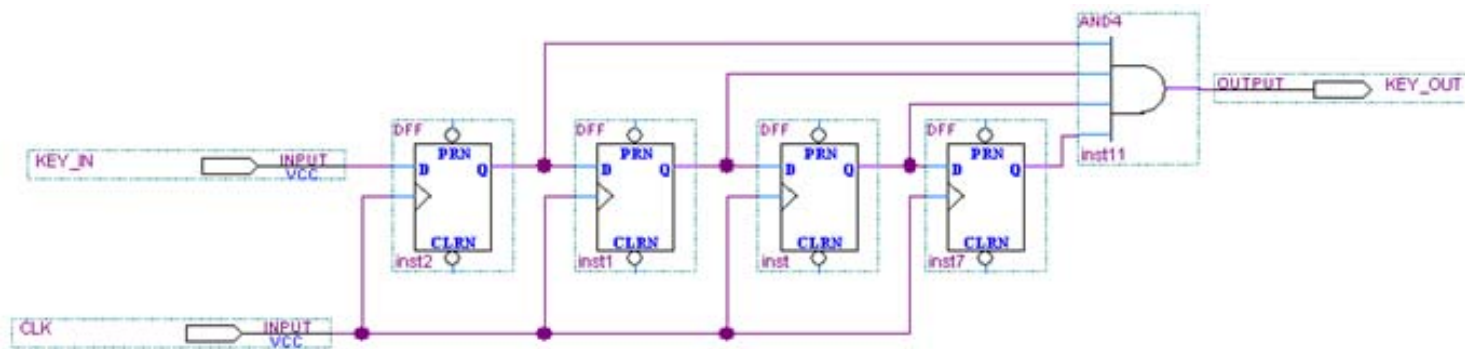 AND4
OUTPUT
KEY_OUT
inst11
KEY_IN
INPUT
VCC
DFF
PRN
D
Q
CLRN
inst2
DFF
PRN
D
Q
CLRN
inst1
DFF
PRN
D
Q
CLRN
inst
DFF
PRN
D
Q
CLRN
inst7
CLK
INPUT
VCC